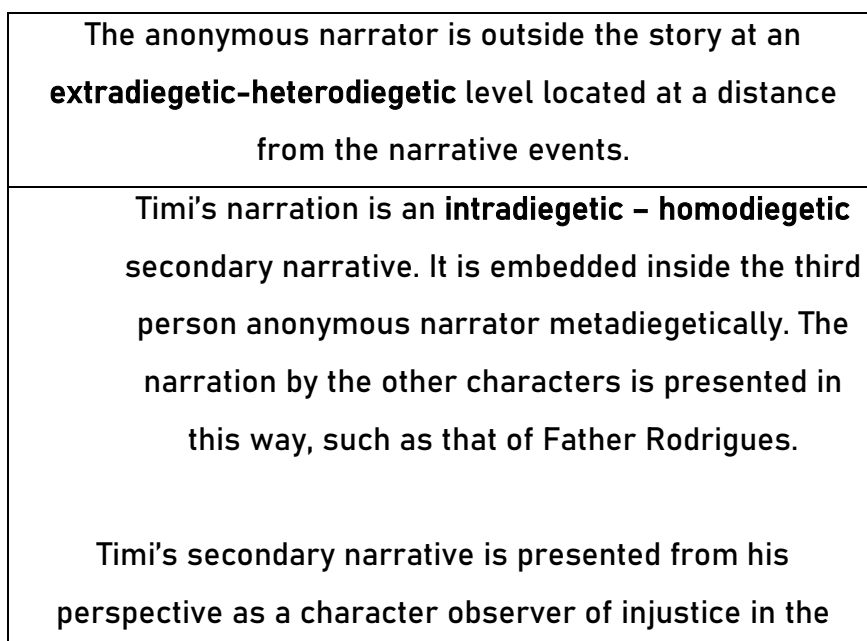 The anonymous narrator is outside the story at an
extradiegetic-heterodiegetic level located at a distance
from the narrative events.
Timi's narration is an intradiegetic – homodiegetic
secondary narrative. It is embedded inside the third
person anonymous narrator metadiegetically. The
narration by the other characters is presented in
this way, such as that of Father Rodrigues.
Timi's secondary narrative is presented from his
perspective as a character observer of injustice in the